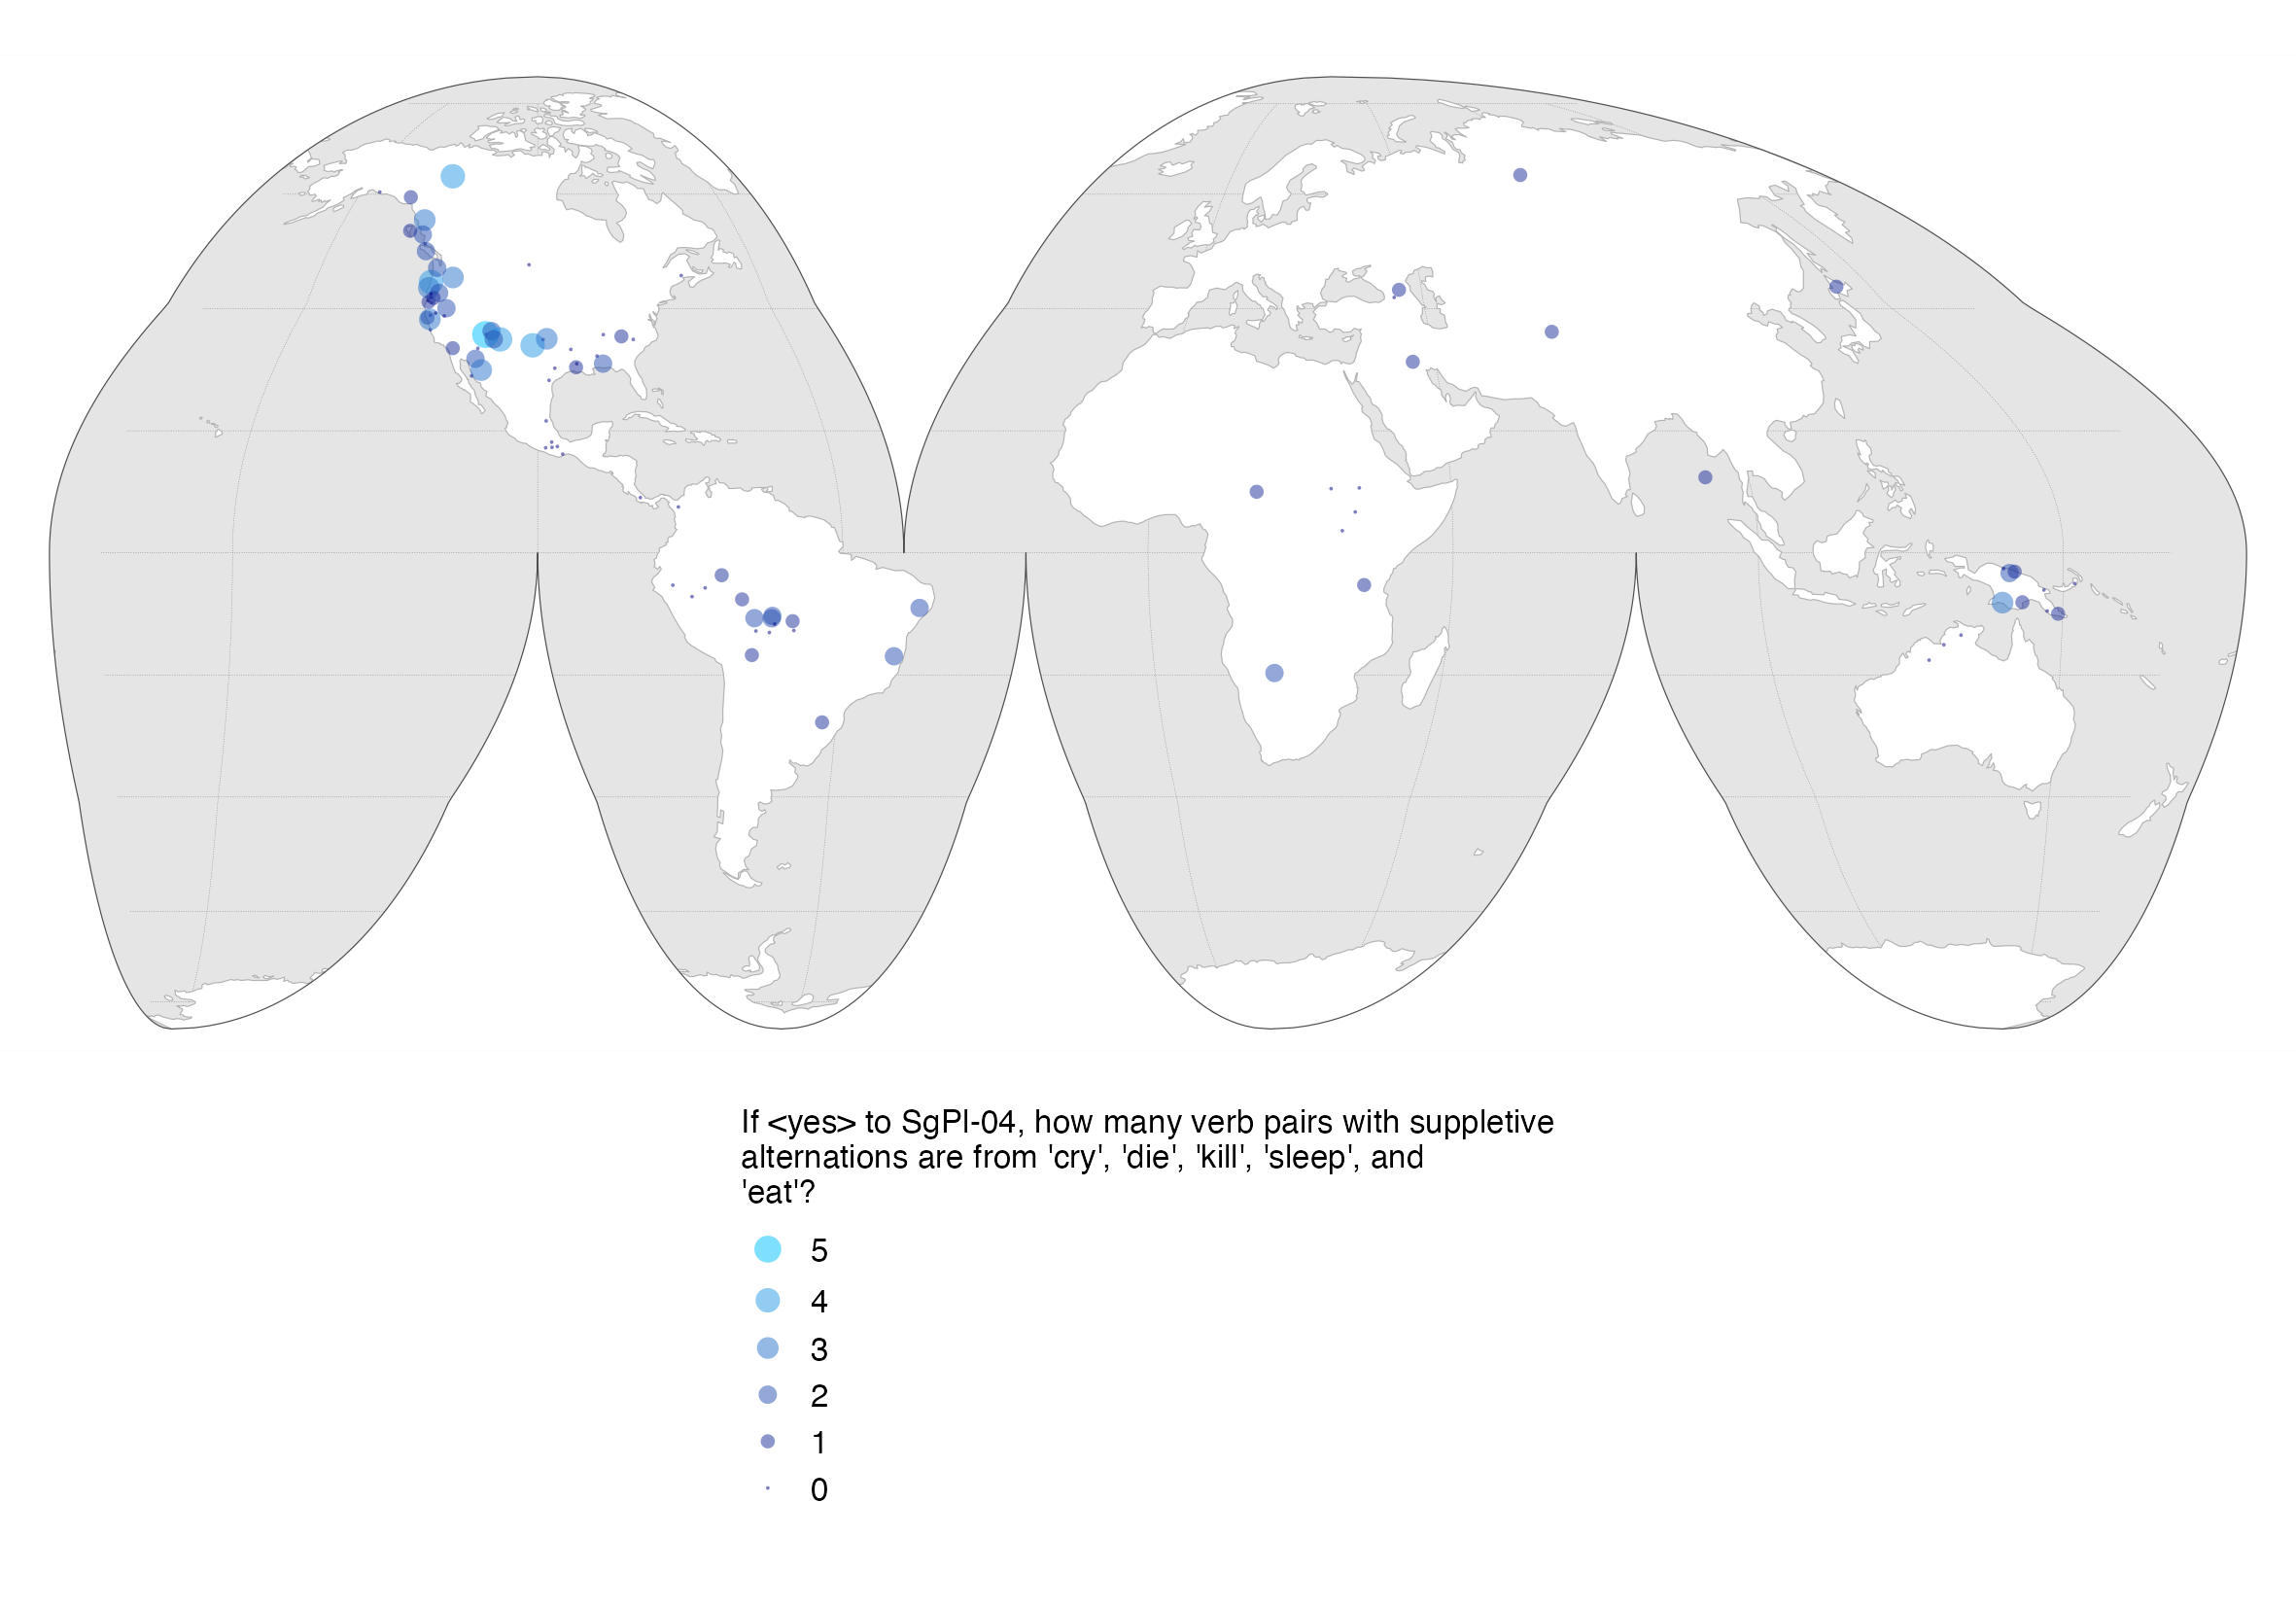 If <yes> to SgPl-04, how many verb pairs with suppletive
alternations are from 'cry', 'die', 'kill', 'sleep', and
'eat'?
5
4
3
2
1
0